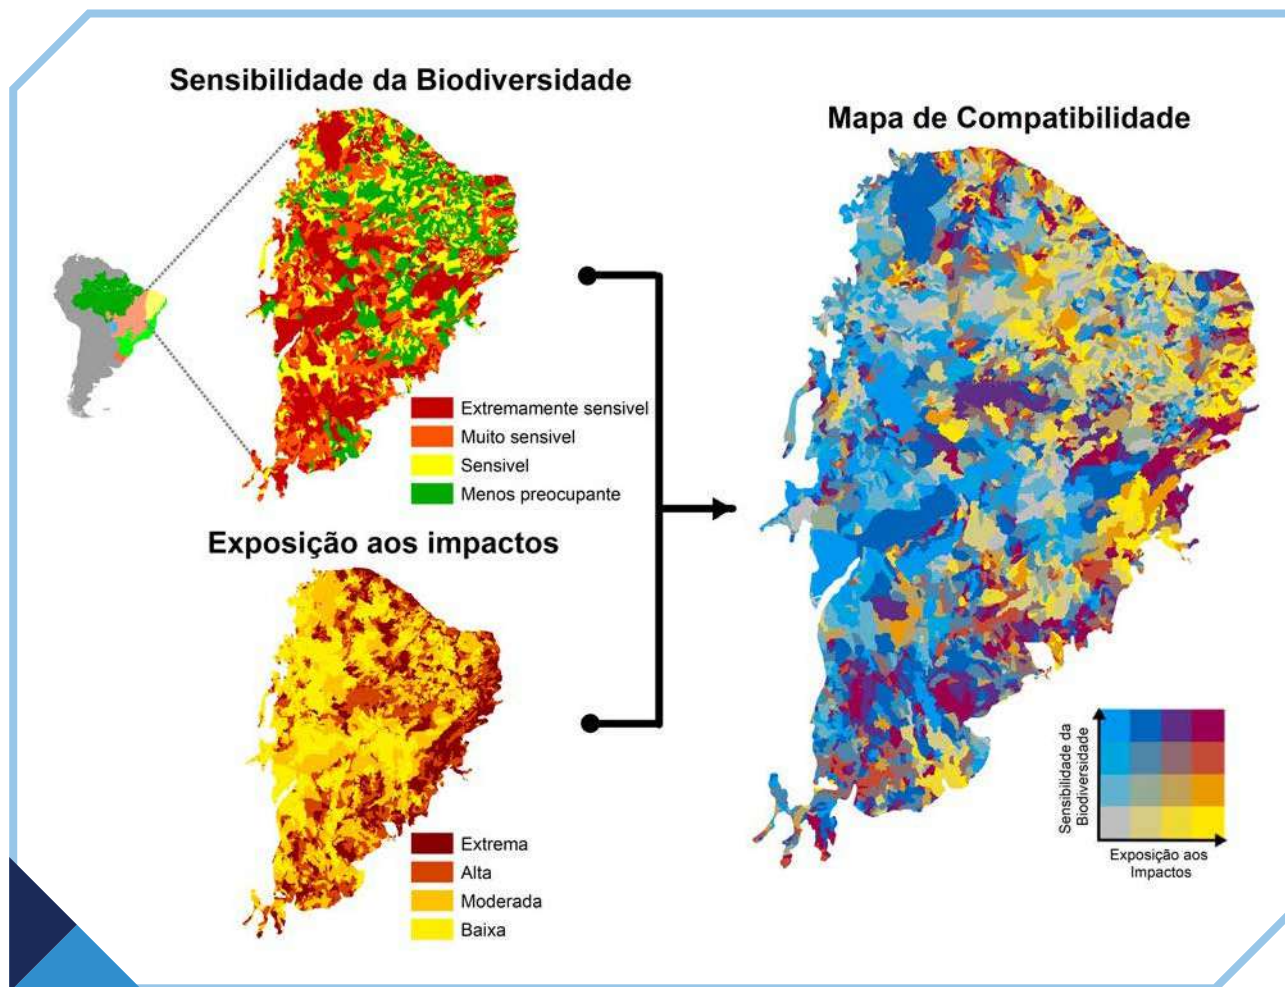 Sensibilidade da Biodiversidade
Extremamente sensivel
Muito sensivel
Sensivel
Menos preocupante
Exposição aos impactos
Extrema
Alta
Moderada
Baixa
Mapa de Compatibilidade
Sensibilidade da
Biodiversidade
Exposição aos
Impactos